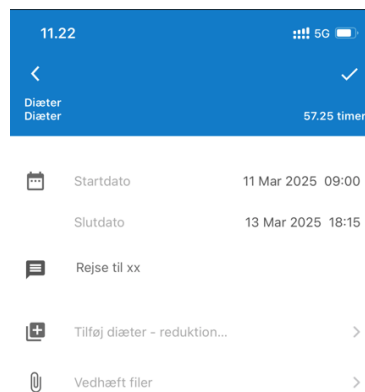 11.22 5G
Diæter
Diæter 57.25 timer
Startdato 11 Mar 2025 09:00
Slutdato 13 Mar 2025 18:15
Rejse til xx
Tilføj diæter - reduktion...
Vedhæft filer